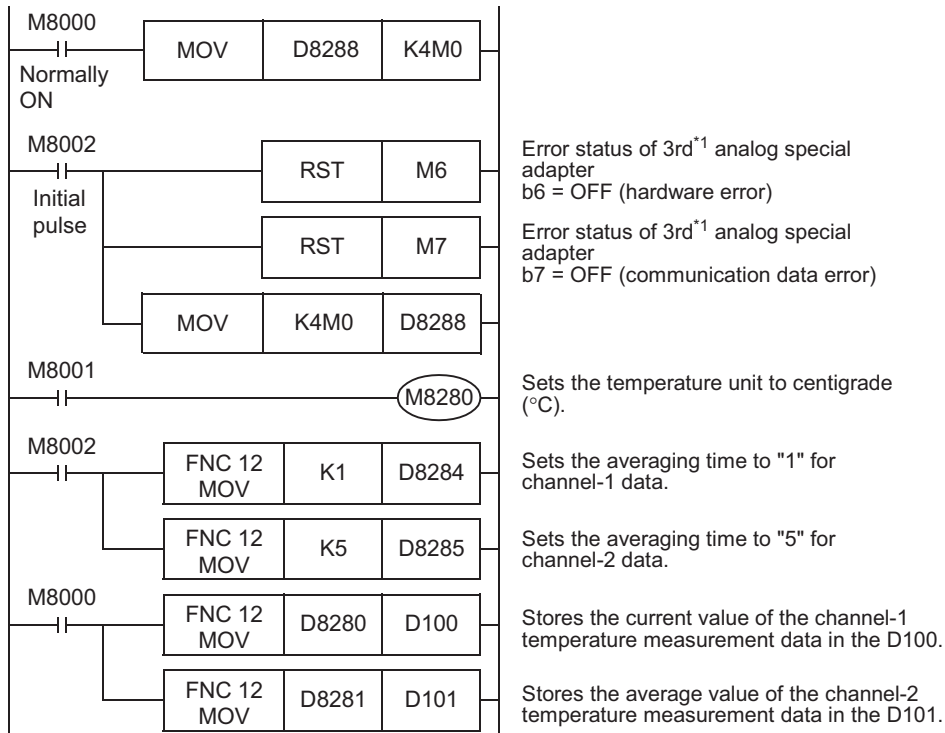 M8000
MOV D8288 K4M0
Normally
ON
M8002
RST M6
Error status of 3rd*1 analog special
adapter
b6 = OFF (hardware error)
Initial
pulse
RST M7
Error status of 3rd*1 analog special
adapter
b7 = OFF (communication data error)
MOV K4M0 D8288
M8001
M8280
Sets the temperature unit to centigrade
(°C).
M8002
FNC 12
MOV
K1 D8284
Sets the averaging time to "1" for
channel-1 data.
FNC 12
MOV
K5 D8285
Sets the averaging time to "5" for
channel-2 data.
M8000
FNC 12
MOV
D8280 D100
Stores the current value of the channel-1
temperature measurement data in the D100.
FNC 12
MOV
D8281 D101
Stores the average value of the channel-2
temperature measurement data in the D101.